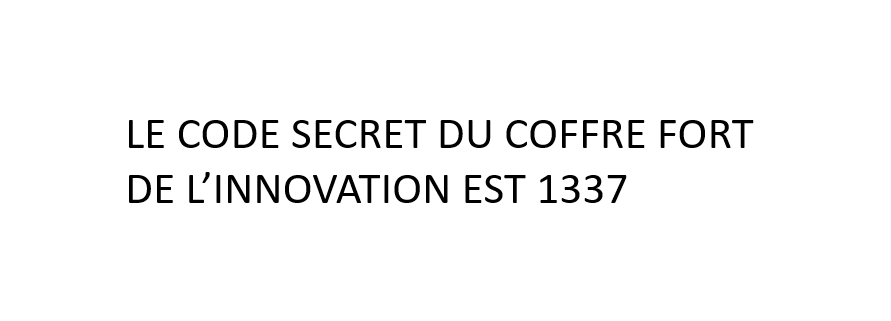 LE CODE SECRET DU COFFRE FORT
DE L’INNOVATION EST 1337